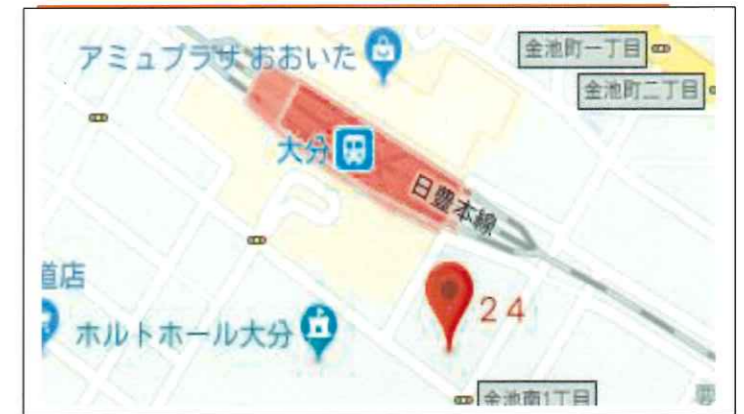 アミュプラザ おおいた
金池町一丁目
金池町二丁目
大分
日豊本線
道店
24
ホルトホール大分
金池南1丁目